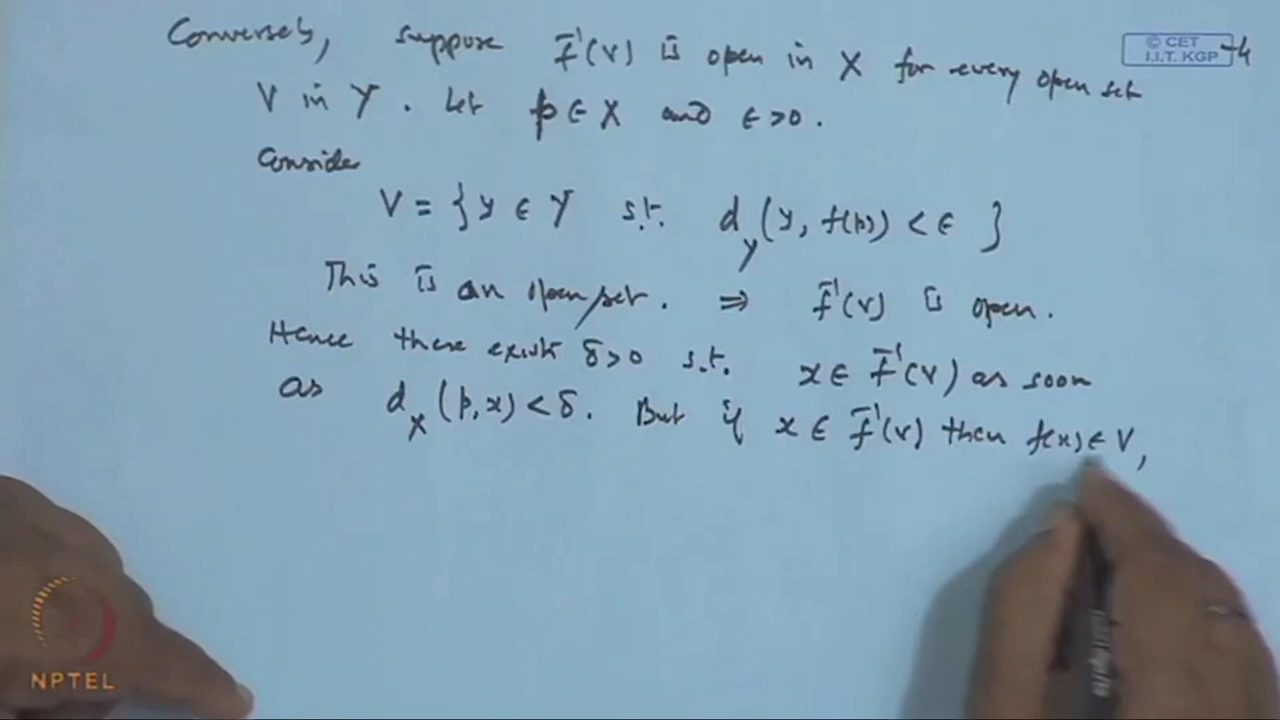 Conversely, suppose f⁻¹(V) is open in X for every open set
V in Y. Let p ∈ X and ε > 0.
Consider
V = { y ∈ Y s.t. d_Y(y, f(p)) < ε }
This is an open set. ⇒ f⁻¹(V) is open.
Hence there exists δ > 0 s.t. x ∈ f⁻¹(V) as soon
as d_X(p, x) < δ. But if x ∈ f⁻¹(V) then f(x) ∈ V,
© CET
I.I.T. KGP
NPTEL